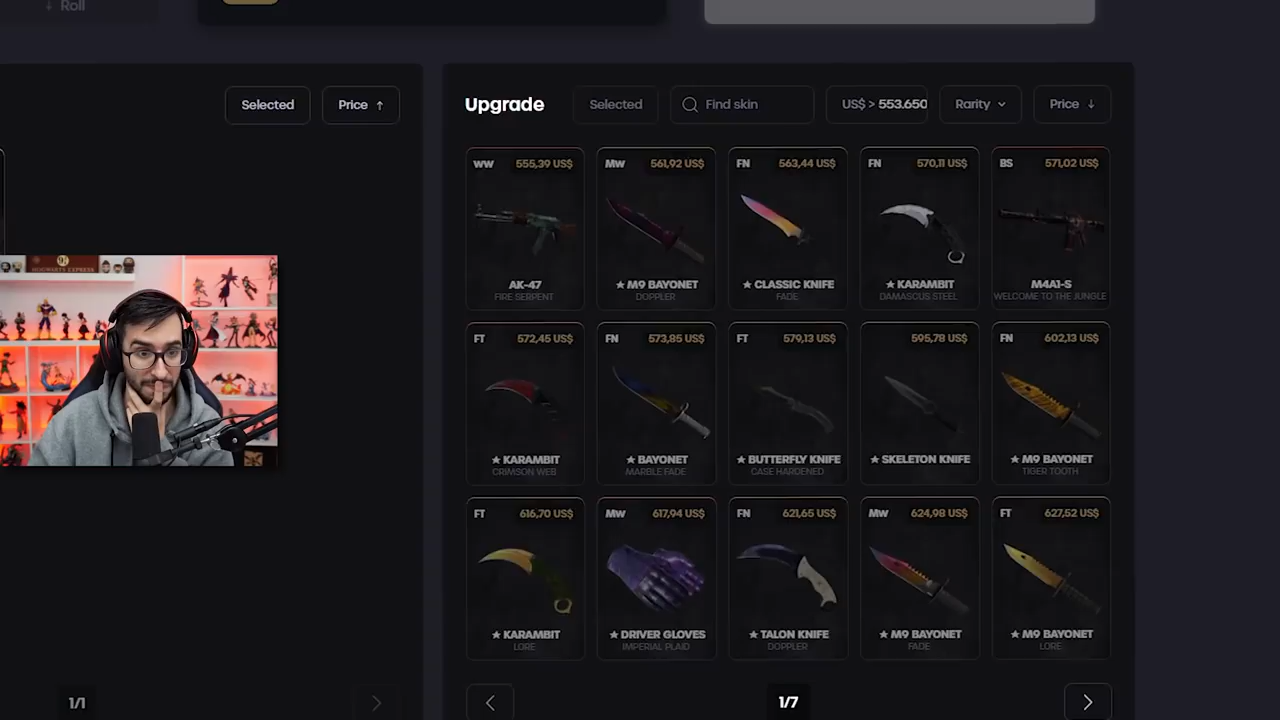 ↓ Roll
Selected
Price ↑
Upgrade
Selected
Find skin
US$ > 553.650
Rarity
Price ↓
WW 555,39 US$
AK-47
FIRE SERPENT
MW 561,92 US$
★ M9 BAYONET
DOPPLER
FN 563,44 US$
★ CLASSIC KNIFE
FADE
FN 570,11 US$
★ KARAMBIT
DAMASCUS STEEL
BS 571,02 US$
M4A1-S
WELCOME TO THE JUNGLE
FT 572,45 US$
★ KARAMBIT
CRIMSON WEB
FN 573,85 US$
★ BAYONET
MARBLE FADE
FT 579,13 US$
★ BUTTERFLY KNIFE
CASE HARDENED
595,78 US$
★ SKELETON KNIFE
FN 602,13 US$
★ M9 BAYONET
TIGER TOOTH
FT 616,70 US$
★ KARAMBIT
LORE
MW 617,94 US$
★ DRIVER GLOVES
IMPERIAL PLAID
FN 621,65 US$
★ TALON KNIFE
DOPPLER
MW 624,98 US$
★ M9 BAYONET
FADE
FT 627,52 US$
★ M9 BAYONET
LORE
HOGWARTS EXPRESS
1/1
1/7